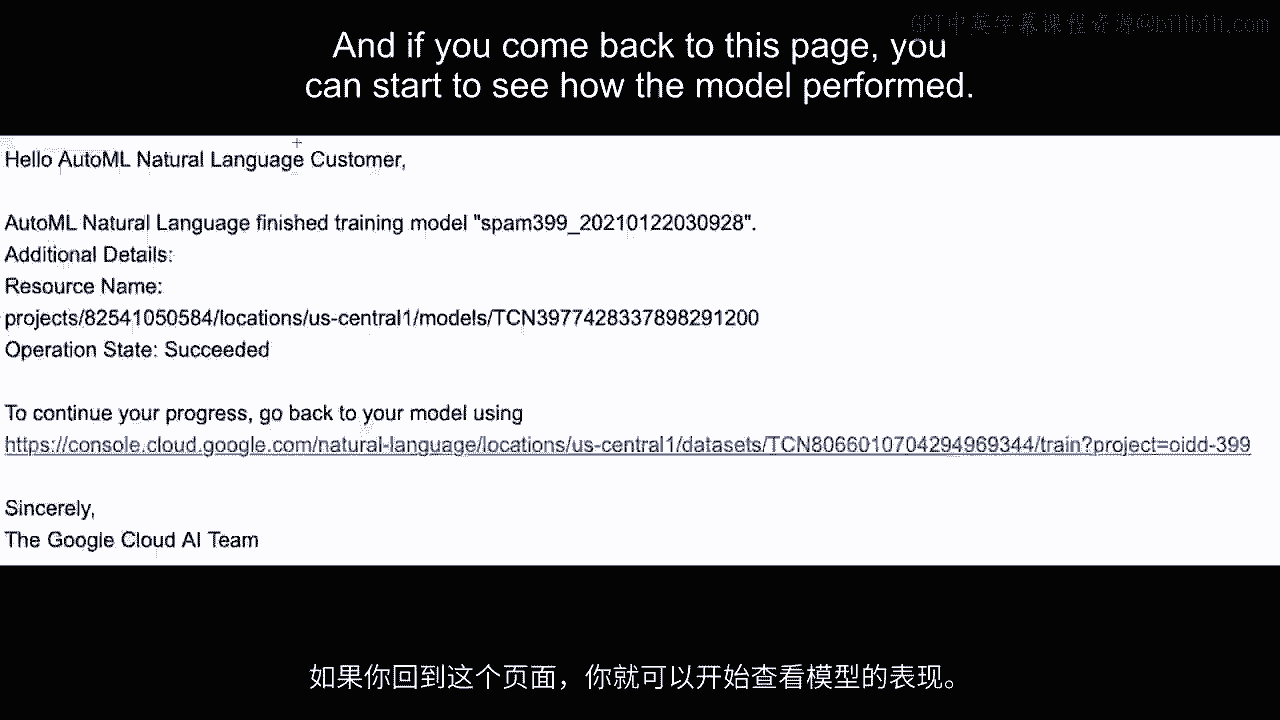 GPT中英字幕课程资源@bilibili.com
And if you come back to this page, you
can start to see how the model performed.
Hello AutoML Natural Language Customer,
AutoML Natural Language finished training model "spam399_20210122030928".
Additional Details:
Resource Name:
projects/82541050584/locations/us-central1/models/TCN3977428337898291200
Operation State: Succeeded
To continue your progress, go back to your model using
https://console.cloud.google.com/natural-language/locations/us-central1/datasets/TCN8066010704294969344/train?project=oidd-399
Sincerely,
The Google Cloud AI Team
如果你回到这个页面，你就可以开始查看模型的表现。